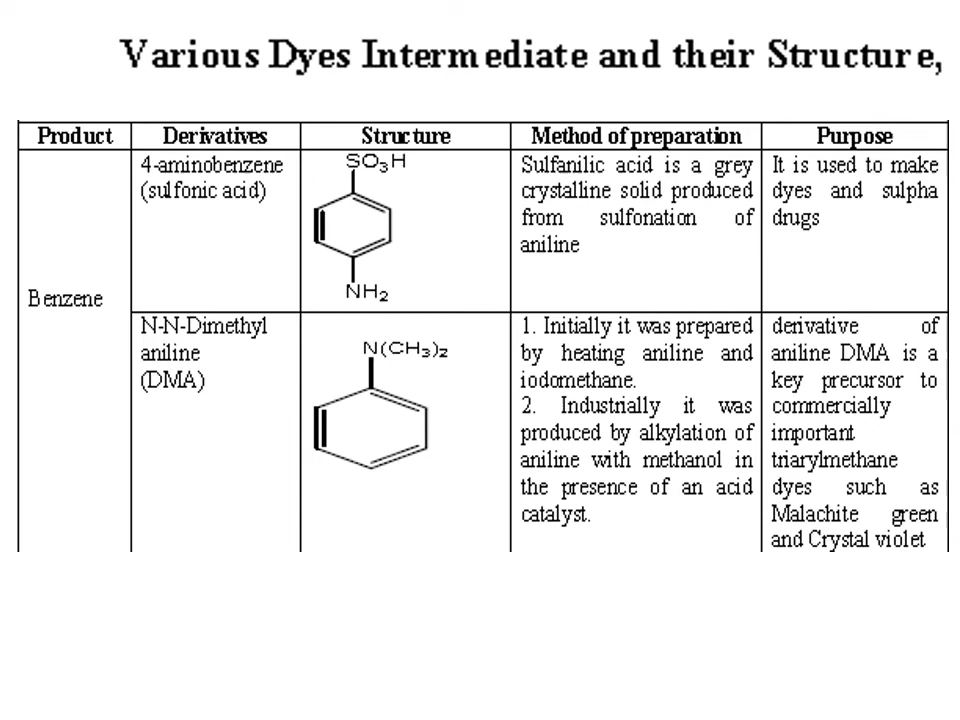 Various Dyes Intermediate and their Structure,
Product Derivatives Structure Method of preparation Purpose
Benzene
4-aminobenzene
(sulfonic acid)
SO3H
NH2
Sulfanilic acid is a grey
crystalline solid produced
from sulfonation of
aniline
It is used to make
dyes and sulpha
drugs
N-N-Dimethyl
aniline
(DMA)
N(CH3)2
1. Initially it was prepared
by heating aniline and
iodomethane.
2. Industrially it was
produced by alkylation of
aniline with methanol in
the presence of an acid
catalyst.
derivative of
aniline DMA is a
key precursor to
commercially
important
triarylmethane
dyes such as
Malachite green
and Crystal violet